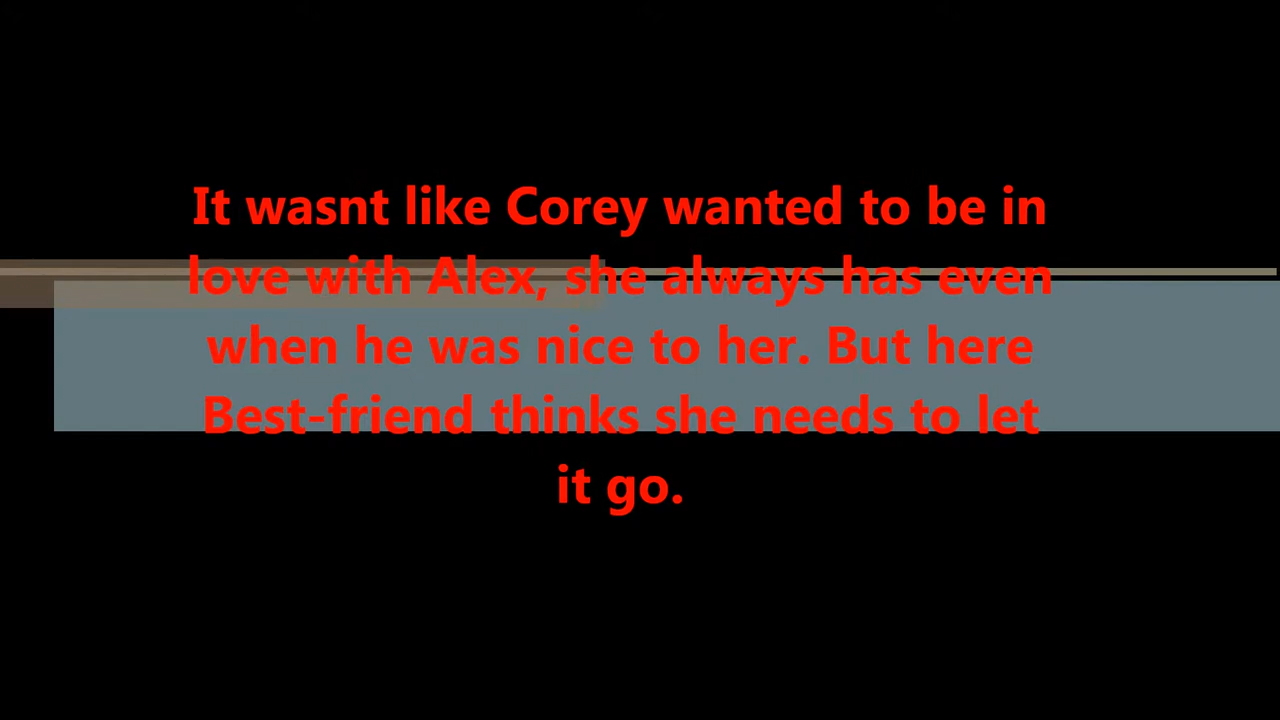 It wasnt like Corey wanted to be in
love with Alex, she always has even
when he was nice to her. But here
Best-friend thinks she needs to let
it go.